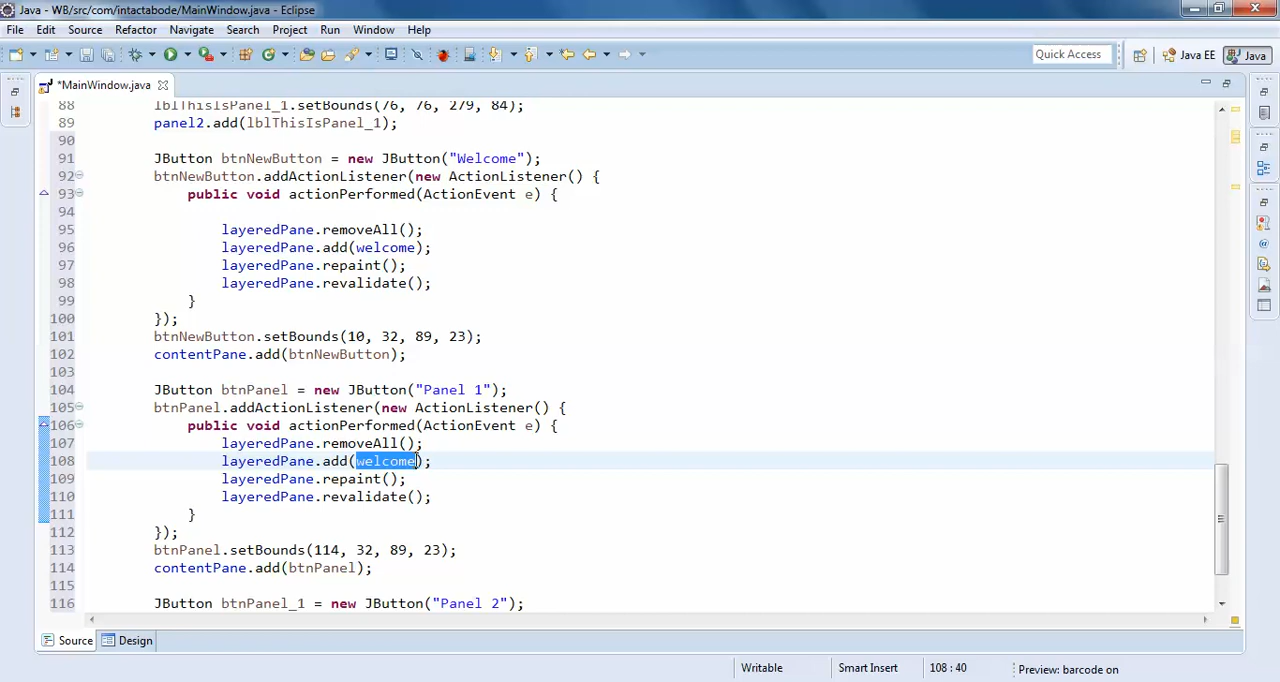 Java - WB/src/com/intactabode/MainWindow.java - Eclipse
File Edit Source Refactor Navigate Search Project Run Window Help
Quick Access Java EE Java
*MainWindow.java
88 lblThisIsPanel_1.setBounds(76, 76, 279, 84);
89 panel2.add(lblThisIsPanel_1);
90
91 JButton btnNewButton = new JButton("Welcome");
92 btnNewButton.addActionListener(new ActionListener() {
93 public void actionPerformed(ActionEvent e) {
94
95 layeredPane.removeAll();
96 layeredPane.add(welcome);
97 layeredPane.repaint();
98 layeredPane.revalidate();
99 }
100 });
101 btnNewButton.setBounds(10, 32, 89, 23);
102 contentPane.add(btnNewButton);
103
104 JButton btnPanel = new JButton("Panel 1");
105 btnPanel.addActionListener(new ActionListener() {
106 public void actionPerformed(ActionEvent e) {
107 layeredPane.removeAll();
108 layeredPane.add(welcome);
109 layeredPane.repaint();
110 layeredPane.revalidate();
111 }
112 });
113 btnPanel.setBounds(114, 32, 89, 23);
114 contentPane.add(btnPanel);
115
116 JButton btnPanel_1 = new JButton("Panel 2");
Source Design
Writable Smart Insert 108 : 40 Preview: barcode on